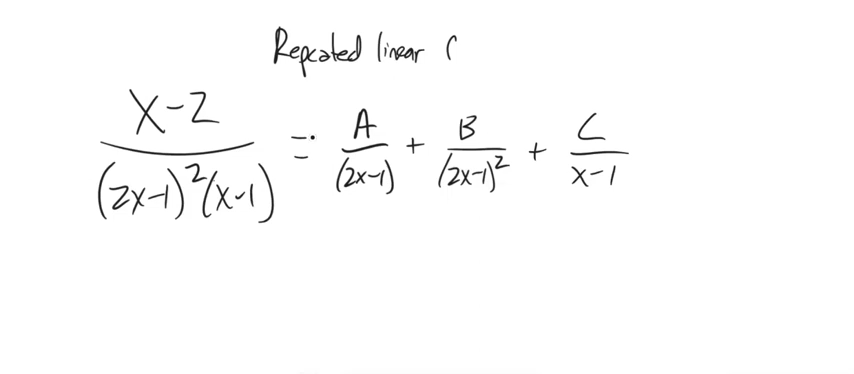 Repeated linear (
x-2/((2x-1)²(x-1)) = A/(2x-1) + B/(2x-1)² + C/(x-1)